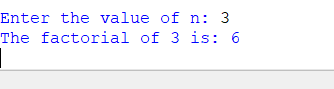 Enter the value of n: 3
The factorial of 3 is: 6